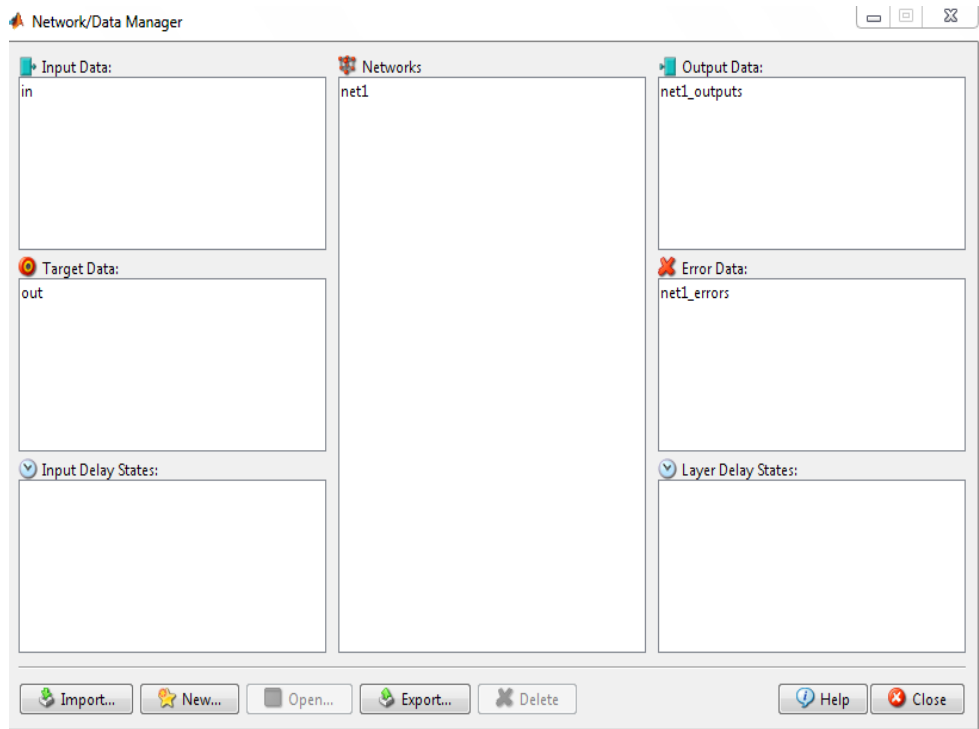 Network/Data Manager
Input Data:
in
Networks
net1
Output Data:
net1_outputs
Target Data:
out
Error Data:
net1_errors
Input Delay States:
Layer Delay States:
Import...
New...
Open...
Export...
Delete
Help
Close